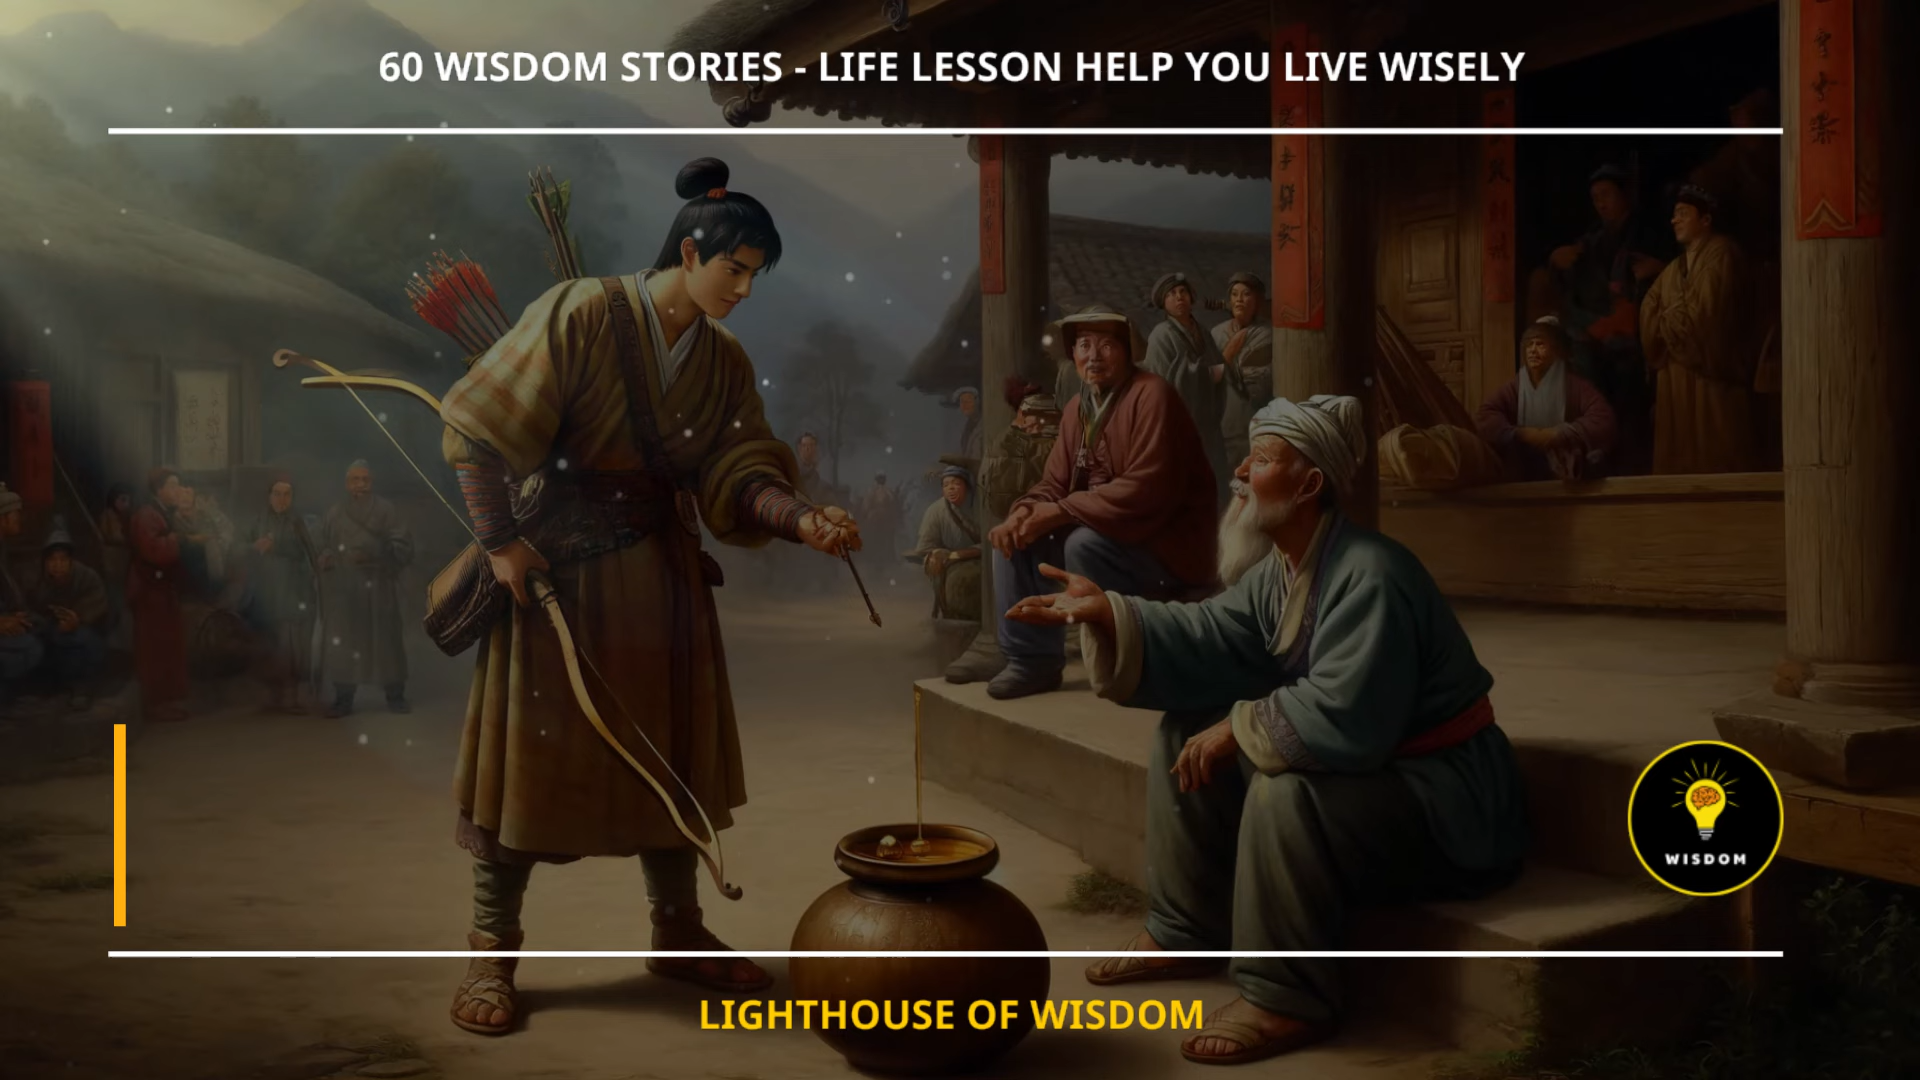 60 WISDOM STORIES - LIFE LESSON HELP YOU LIVE WISELY
WISDOM
LIGHTHOUSE OF WISDOM